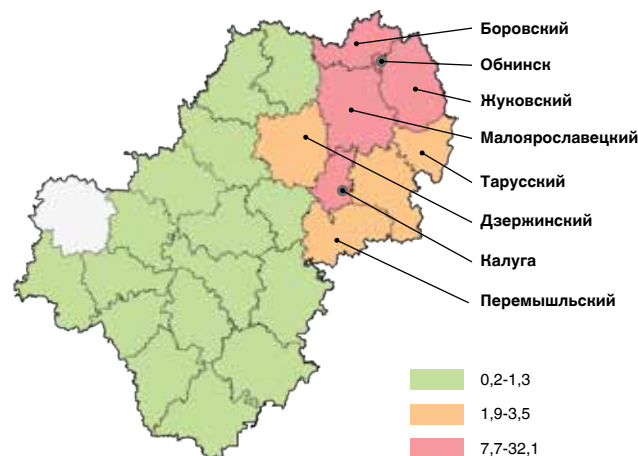 Боровский
Обнинск
Жуковский
Малоярославецкий
Тарусский
Дзержинский
Калуга
Перемышльский
0,2-1,3
1,9-3,5
7,7-32,1